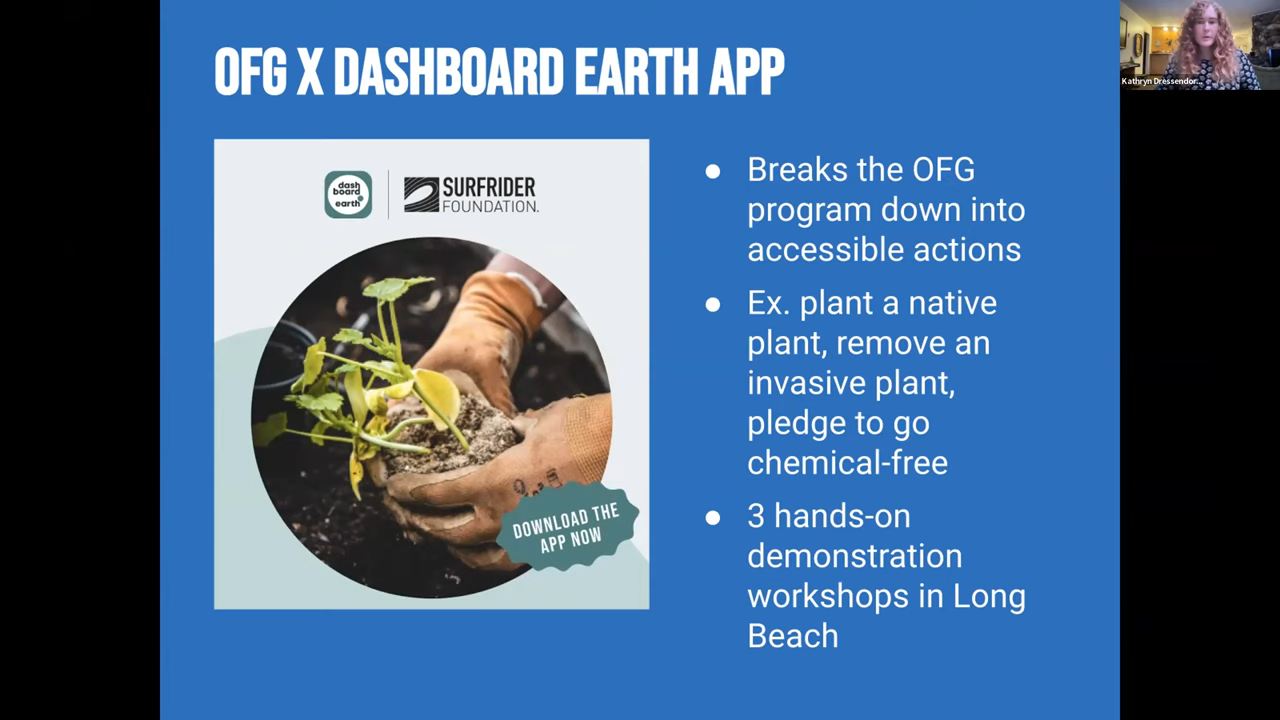 OFG X DASHBOARD EARTH APP
dash
board
earth
SURFRIDER
FOUNDATION.
DOWNLOAD THE
APP NOW
● Breaks the OFG
program down into
accessible actions
● Ex. plant a native
plant, remove an
invasive plant,
pledge to go
chemical-free
● 3 hands-on
demonstration
workshops in Long
Beach
Kathryn Dressendor...